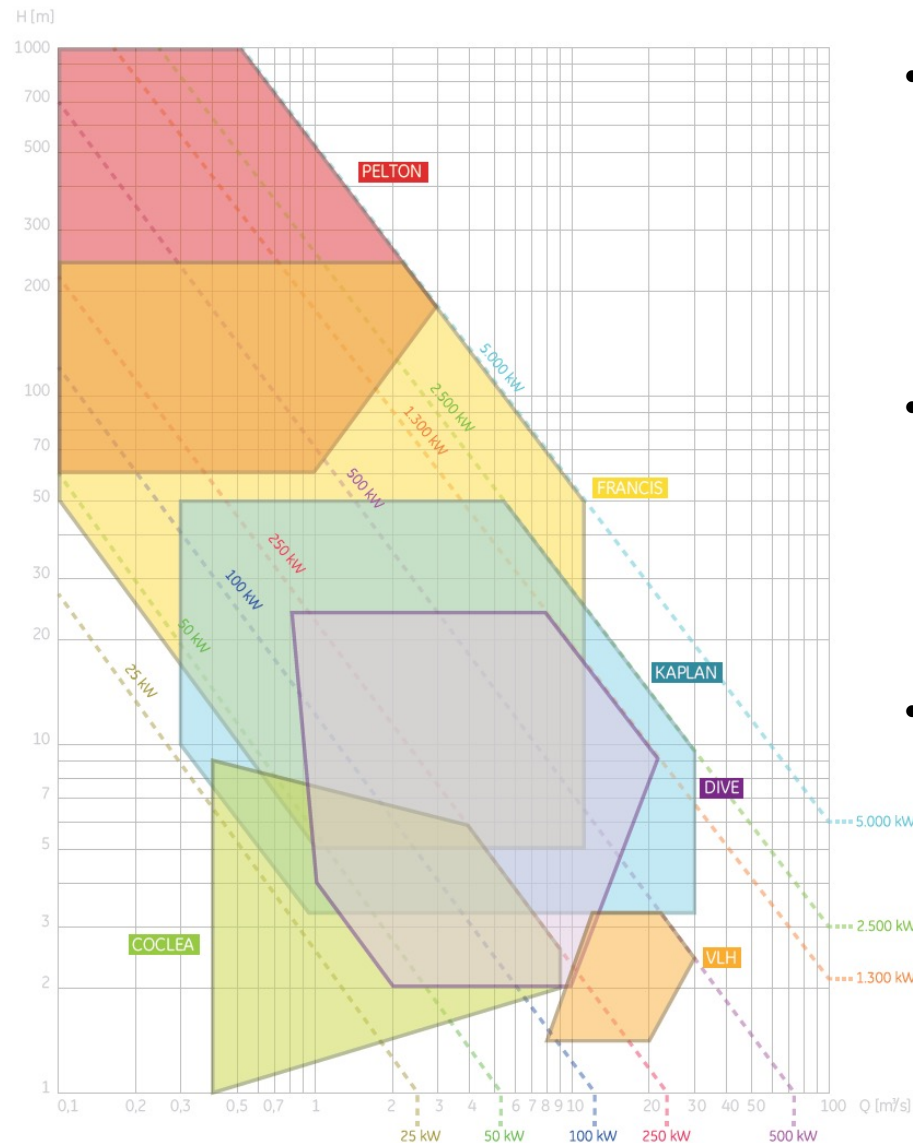 H [m]
1000
700
500
300
200
100
70
50
30
20
10
7
5
3
2
1
PELTON
5.000 kW
2.500 kW
1.300 kW
500 kW
FRANCIS
250 kW
100 kW
50 kW
25 kW
KAPLAN
DIVE
5.000 kW
2.500 kW
1.300 kW
COCLEA
VLH
0,1 0,2 0,3 0,5 0,7 1 2 3 4 6 7 8 9 10 20 30 40 50 100 Q [m³/s]
25 kW 50 kW 100 kW 250 kW 500 kW